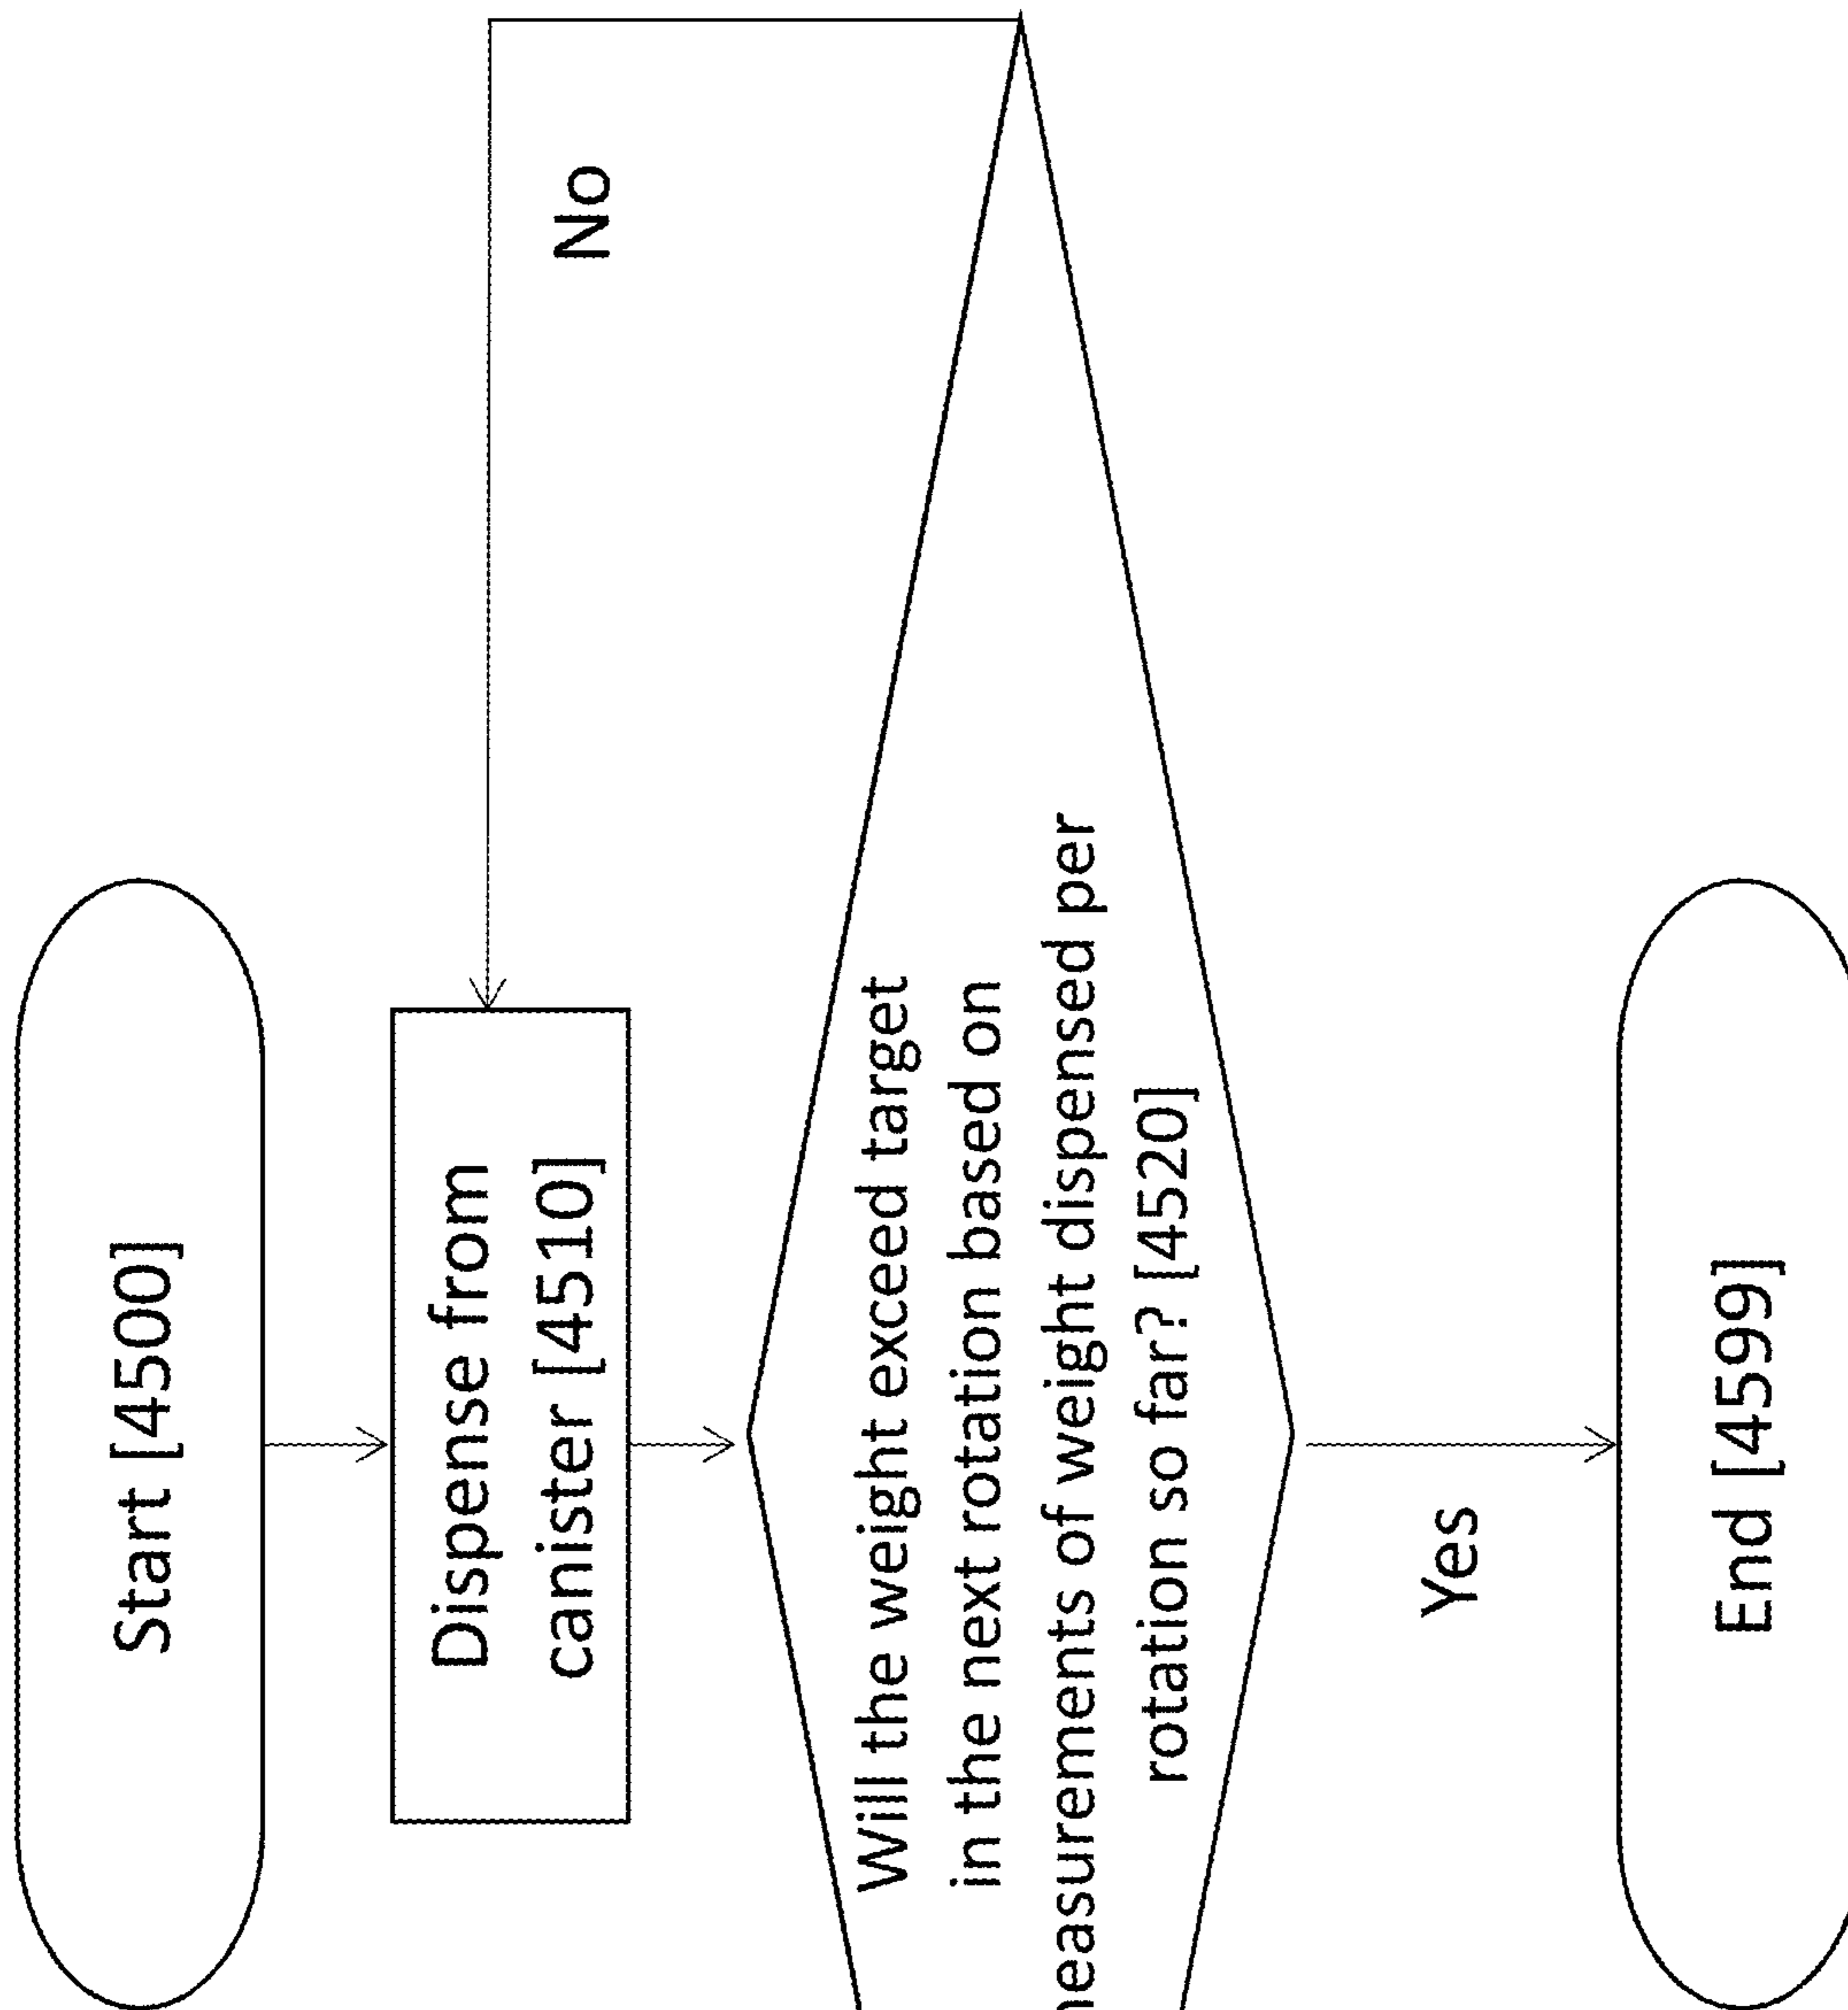 Start [4500]
Dispense from
canister [4510]
No
Will the weight exceed target
in the next rotation based on
measurements of weight dispensed per
rotation so far? [4520]
Yes
End [4599]